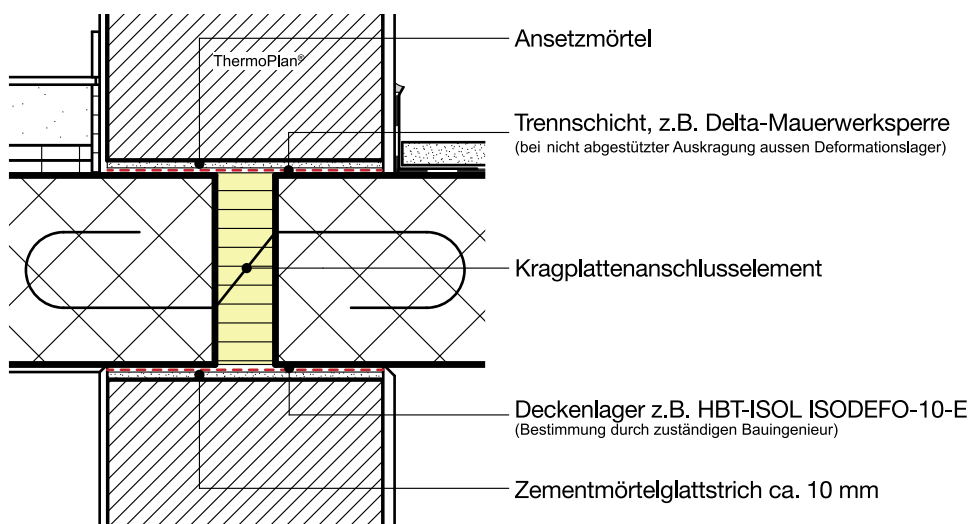 Ansetzmörtel
ThermoPlan®
Trennschicht, z.B. Delta-Mauerwerksperre
(bei nicht abgestützter Auskragung aussen Deformationslager)
Kragplattenanschlusselement
Deckenlager z.B. HBT-ISOL ISODEFO-10-E
(Bestimmung durch zuständigen Bauingenieur)
Zementmörtelglattstrich ca. 10 mm